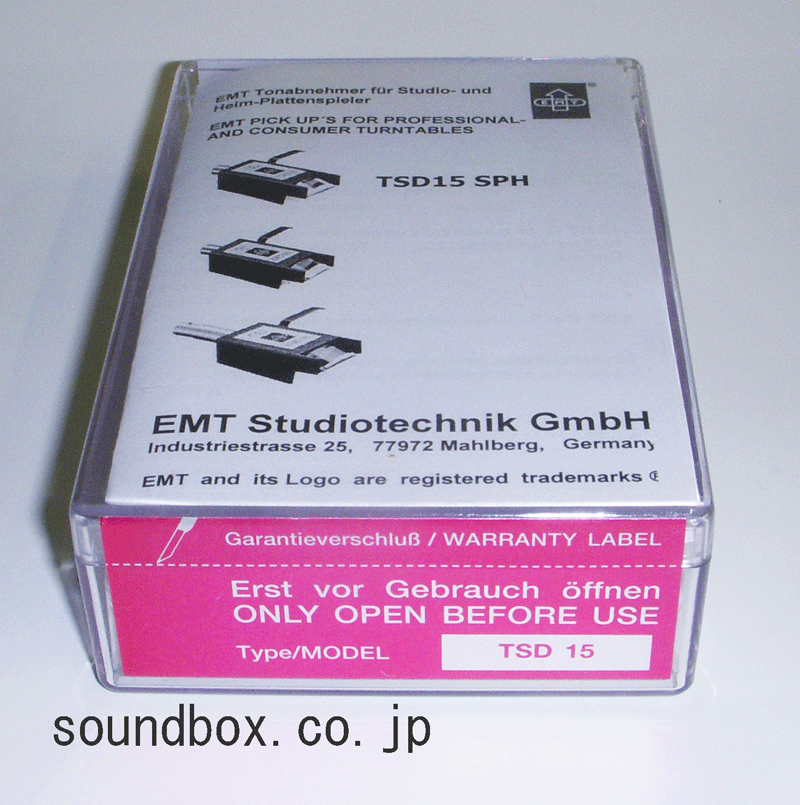 EMT Tonabnehmer für Studio- und
Heim-Plattenspieler
EMT
®
EMT PICK UP´S FOR PROFESSIONAL-
AND CONSUMER TURNTABLES
TSD15 SPH
EMT Studiotechnik GmbH
Industriestrasse 25, 77972 Mahlberg, Germany
EMT and its Logo are registered trademarks ®
Garantieverschluß / WARRANTY LABEL
Erst vor Gebrauch öffnen
ONLY OPEN BEFORE USE
Type/MODEL TSD 15
soundbox.co.jp